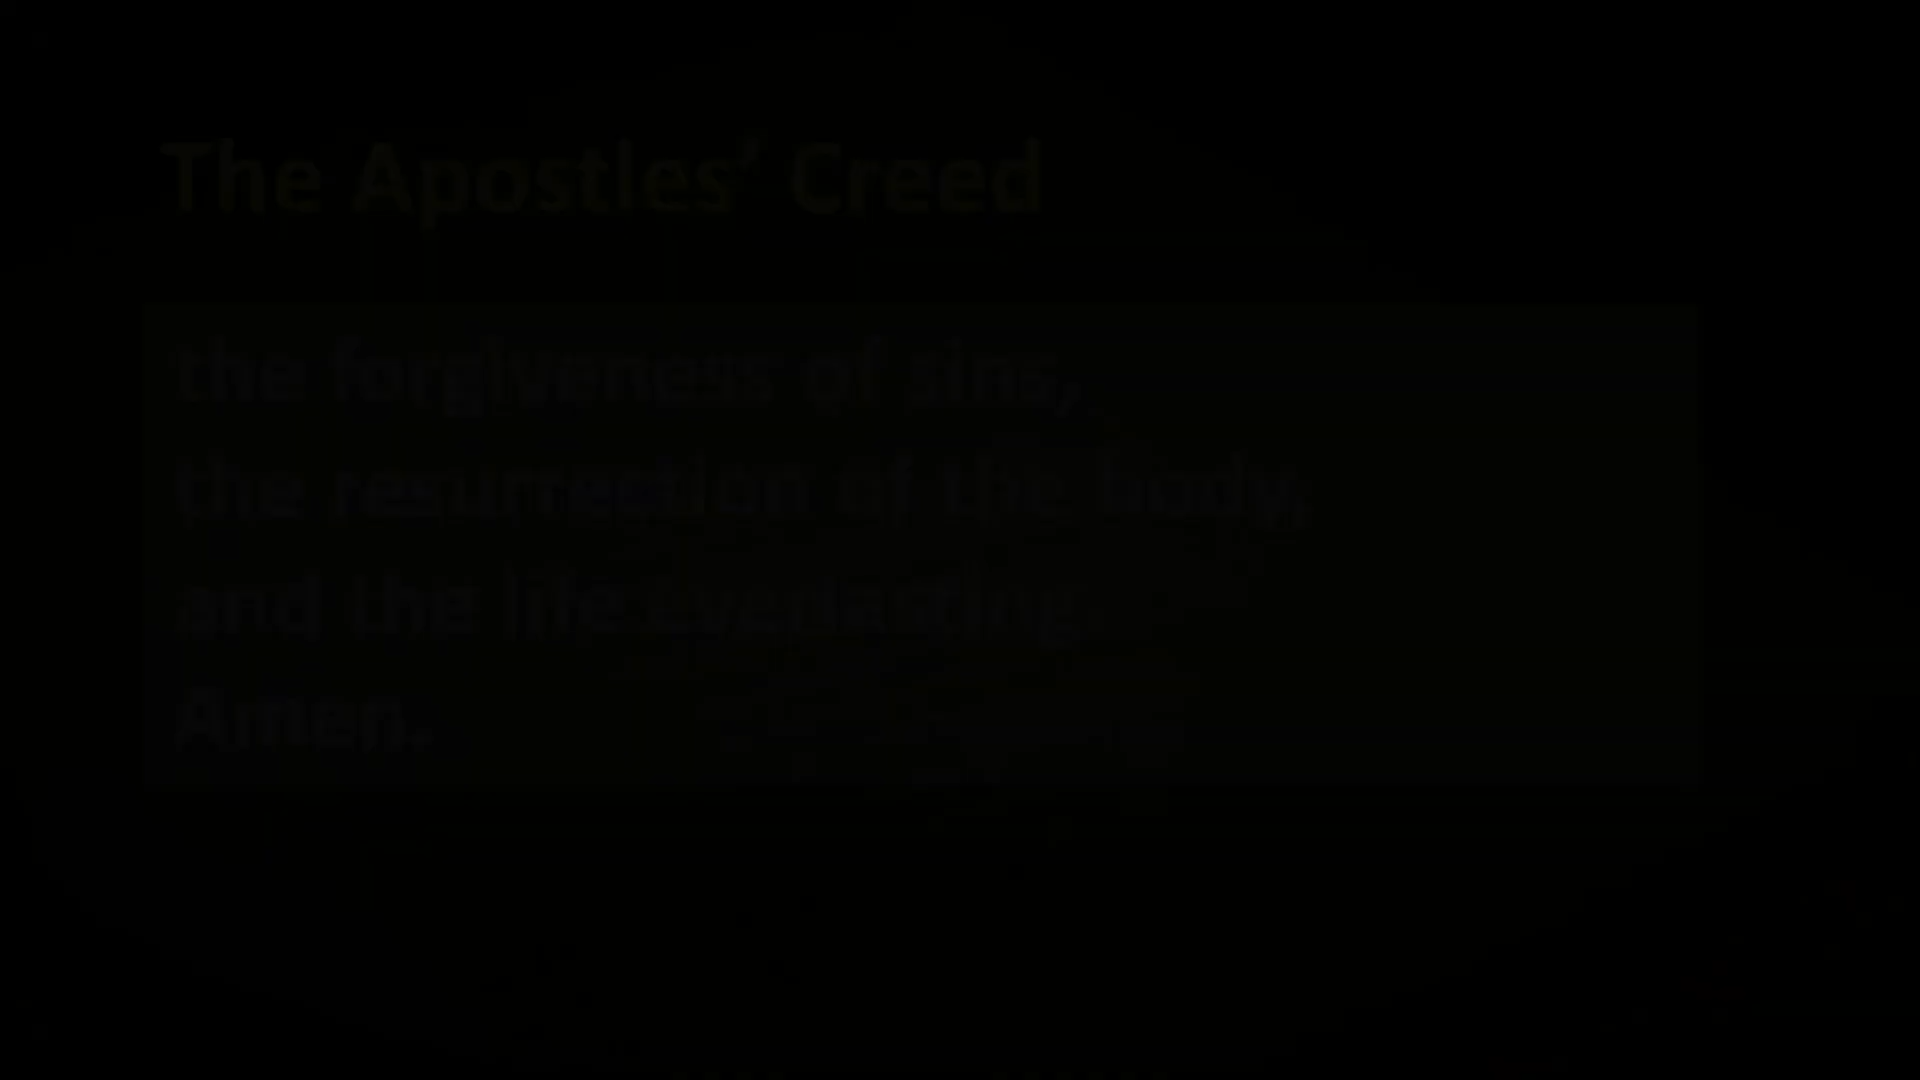 The Apostles’ Creed
the forgiveness of sins,
the resurrection of the body,
and the life everlasting.
Amen.